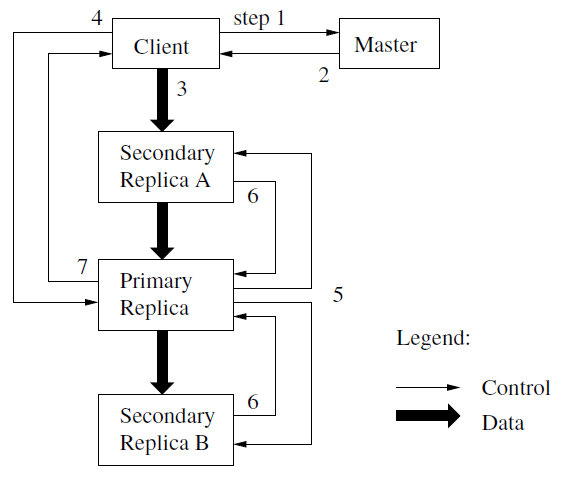 4
step 1
Client
Master
2
3
Secondary
Replica A
6
7
Primary
Replica
5
Legend:
6
Control
Secondary
Replica B
Data